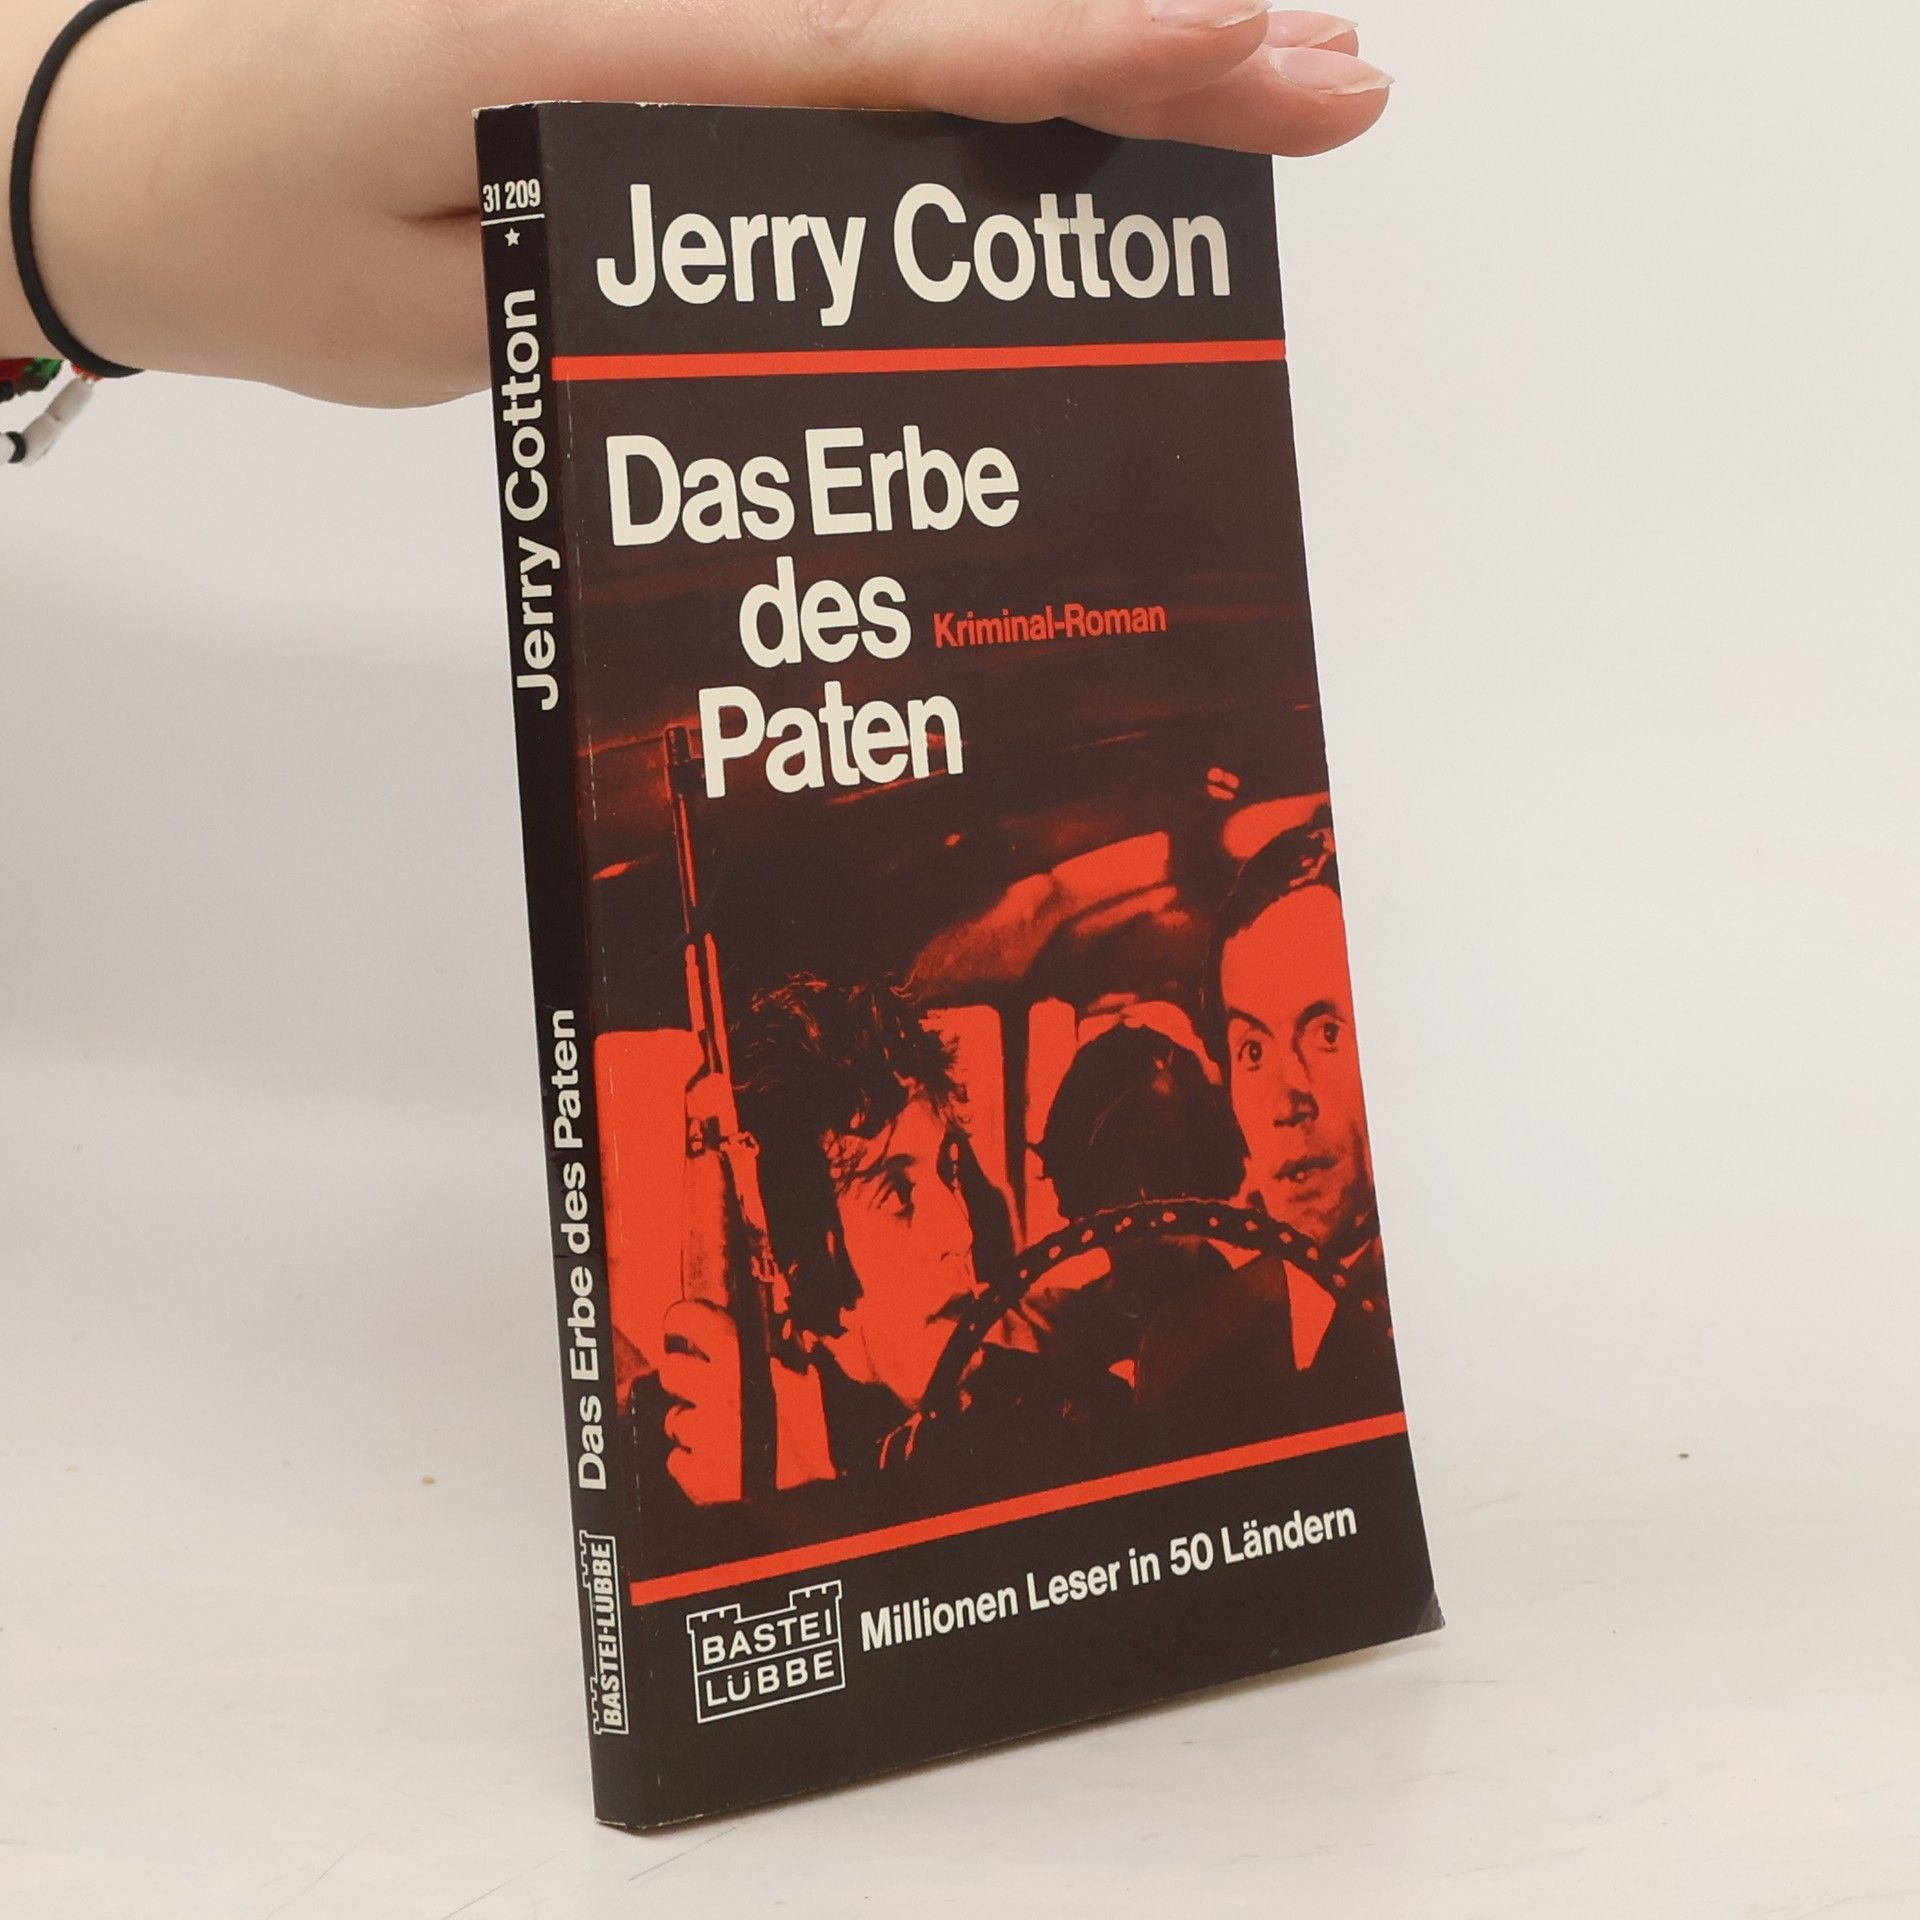 31 209
Jerry Cotton
Das Erbe des Paten
BASTEI-LÜBBE
Jerry Cotton
Das Erbe
des
Kriminal-Roman
Paten
BASTEI
LÜBBE
Millionen Leser in 50 Ländern